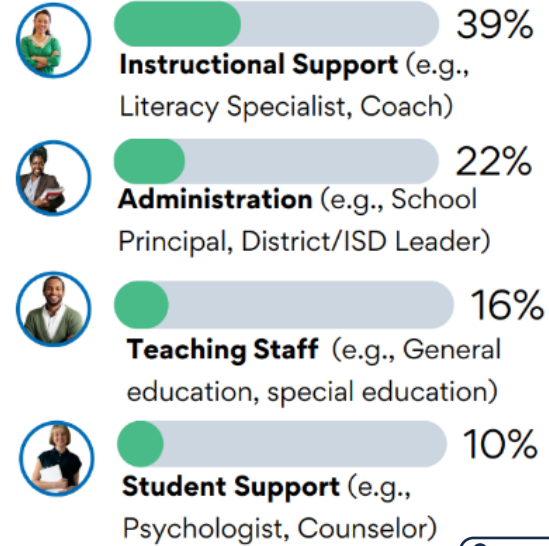 39%
Instructional Support (e.g.,
Literacy Specialist, Coach)
22%
Administration (e.g., School
Principal, District/ISD Leader)
16%
Teaching Staff (e.g., General
education, special education)
10%
Student Support (e.g.,
Psychologist, Counselor)